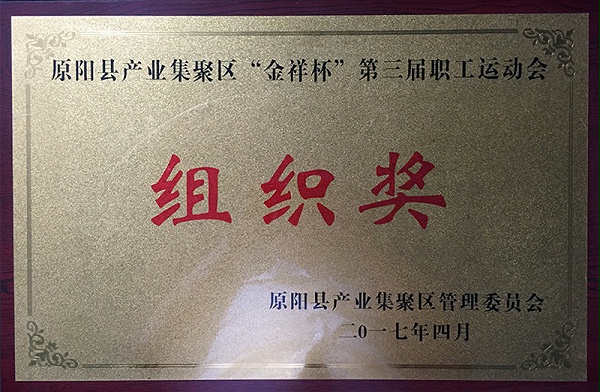 原阳县产业集聚区“金祥杯”第三届职工运动会
组织奖
原阳县产业集聚区管理委员会
二0一七年四月